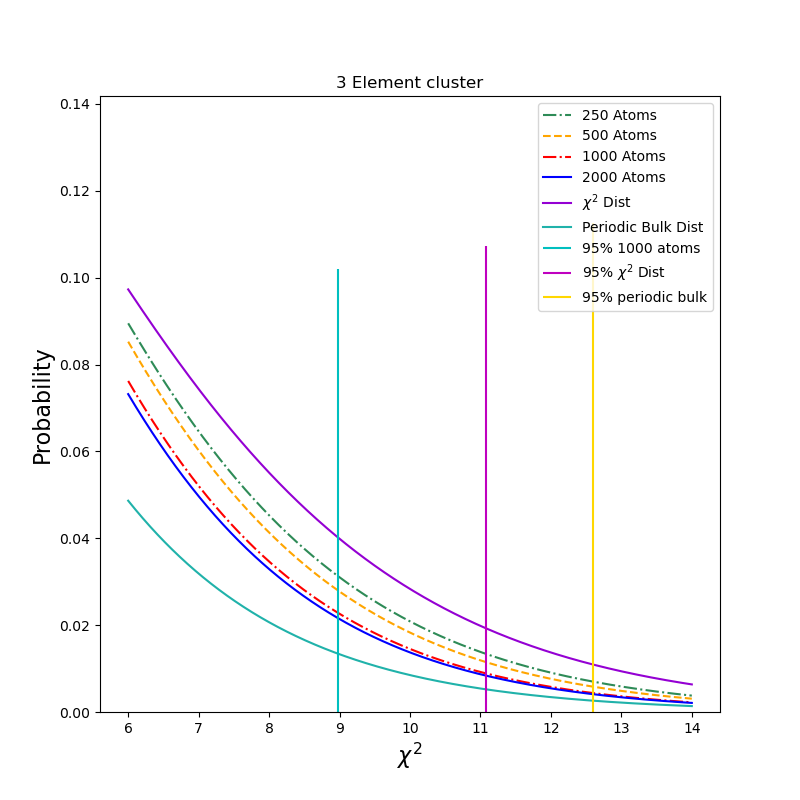 3 Element cluster
0.14
0.12
0.10
0.08
0.06
0.04
0.02
0.00
Probability
250 Atoms
500 Atoms
1000 Atoms
2000 Atoms
χ² Dist
Periodic Bulk Dist
95% 1000 atoms
95% χ² Dist
95% periodic bulk
6 7 8 9 10 11 12 13 14
χ²